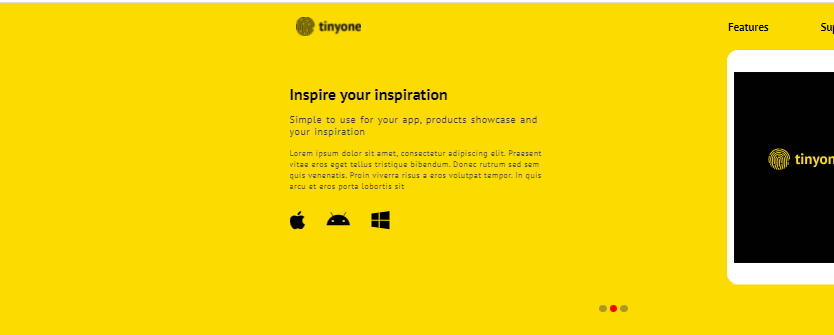 tinyone
Features
Inspire your inspiration
Simple to use for your app, products showcase and
your inspiration
Lorem ipsum dolor sit amet, consectetur adipiscing elit. Praesent
vitae eros eget tellus tristique bibendum. Donec rutrum sed sem
quis venenatis. Proin viverra risus a eros volutpat tempor. In quis
arcu et eros porta lobortis sit